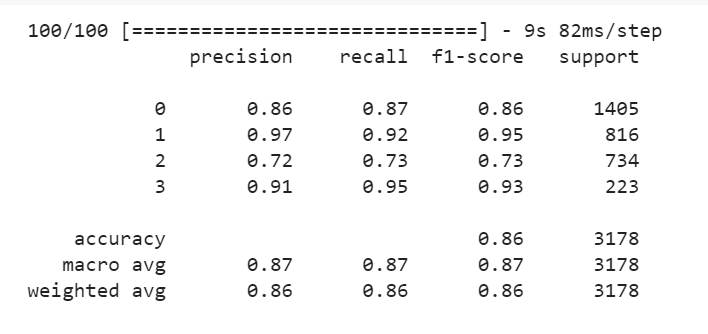 100/100 [==============================] - 9s 82ms/step
precision recall f1-score support
0 0.86 0.87 0.86 1405
1 0.97 0.92 0.95 816
2 0.72 0.73 0.73 734
3 0.91 0.95 0.93 223
accuracy 0.86 3178
macro avg 0.87 0.87 0.87 3178
weighted avg 0.86 0.86 0.86 3178